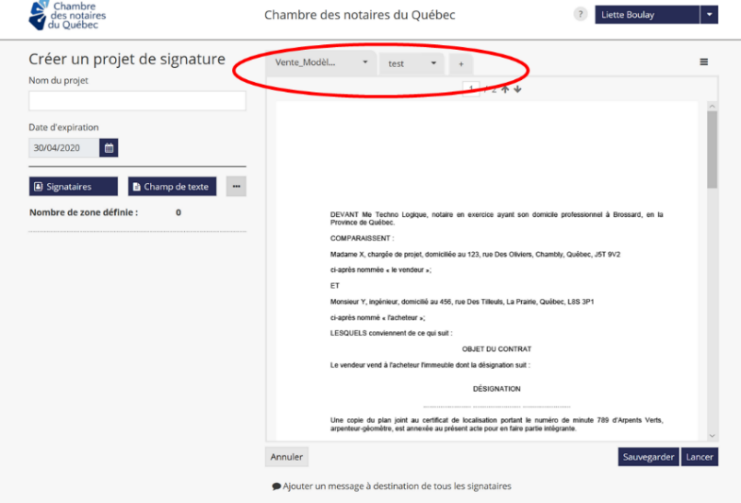 Chambre
des notaires
du Québec
Chambre des notaires du Québec
?
Liette Boulay
Créer un projet de signature
Nom du projet
Date d'expiration
30/04/2020
Signataires
Champ de texte
...
Nombre de zone définie : 0
Vente_Modèl...
test
+
DEVANT Me Techno Logique, notaire en exercice ayant son domicile professionnel à Brossard, en la
Province de Québec.
COMPARAISSENT :
Madame X, chargée de projet, domiciliée au 123, rue Des Oliviers, Chambly, Québec, J5T 9V2
ci-après nommée « le vendeur »;
ET
Monsieur Y, ingénieur, domicilié au 456, rue Des Tilleuls, La Prairie, Québec, L8S 3P1
ci-après nommé « l'acheteur »;
LESQUELS conviennent de ce qui suit :
OBJET DU CONTRAT
Le vendeur vend à l'acheteur l'immeuble dont la désignation suit :
DÉSIGNATION
Une copie du plan joint au certificat de localisation portant le numéro de minute 789 d'Arpents Verts,
arpenteur-géomètre, est annexée au présent acte pour en faire partie intégrante.
Annuler
Sauvegarder
Lancer
Ajouter un message à destination de tous les signataires